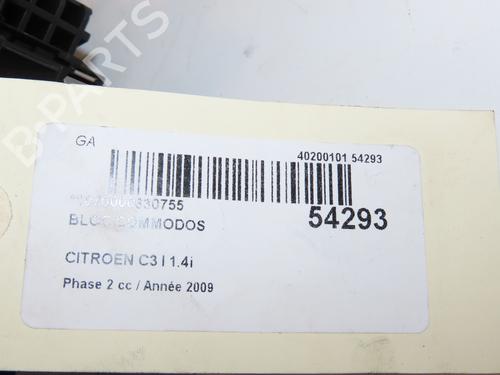 GA
40200101 54293
54293
BLOC COMMODOS
CITROEN C3 I 1.4i
Phase 2 cc / Année 2009
B-PARTS